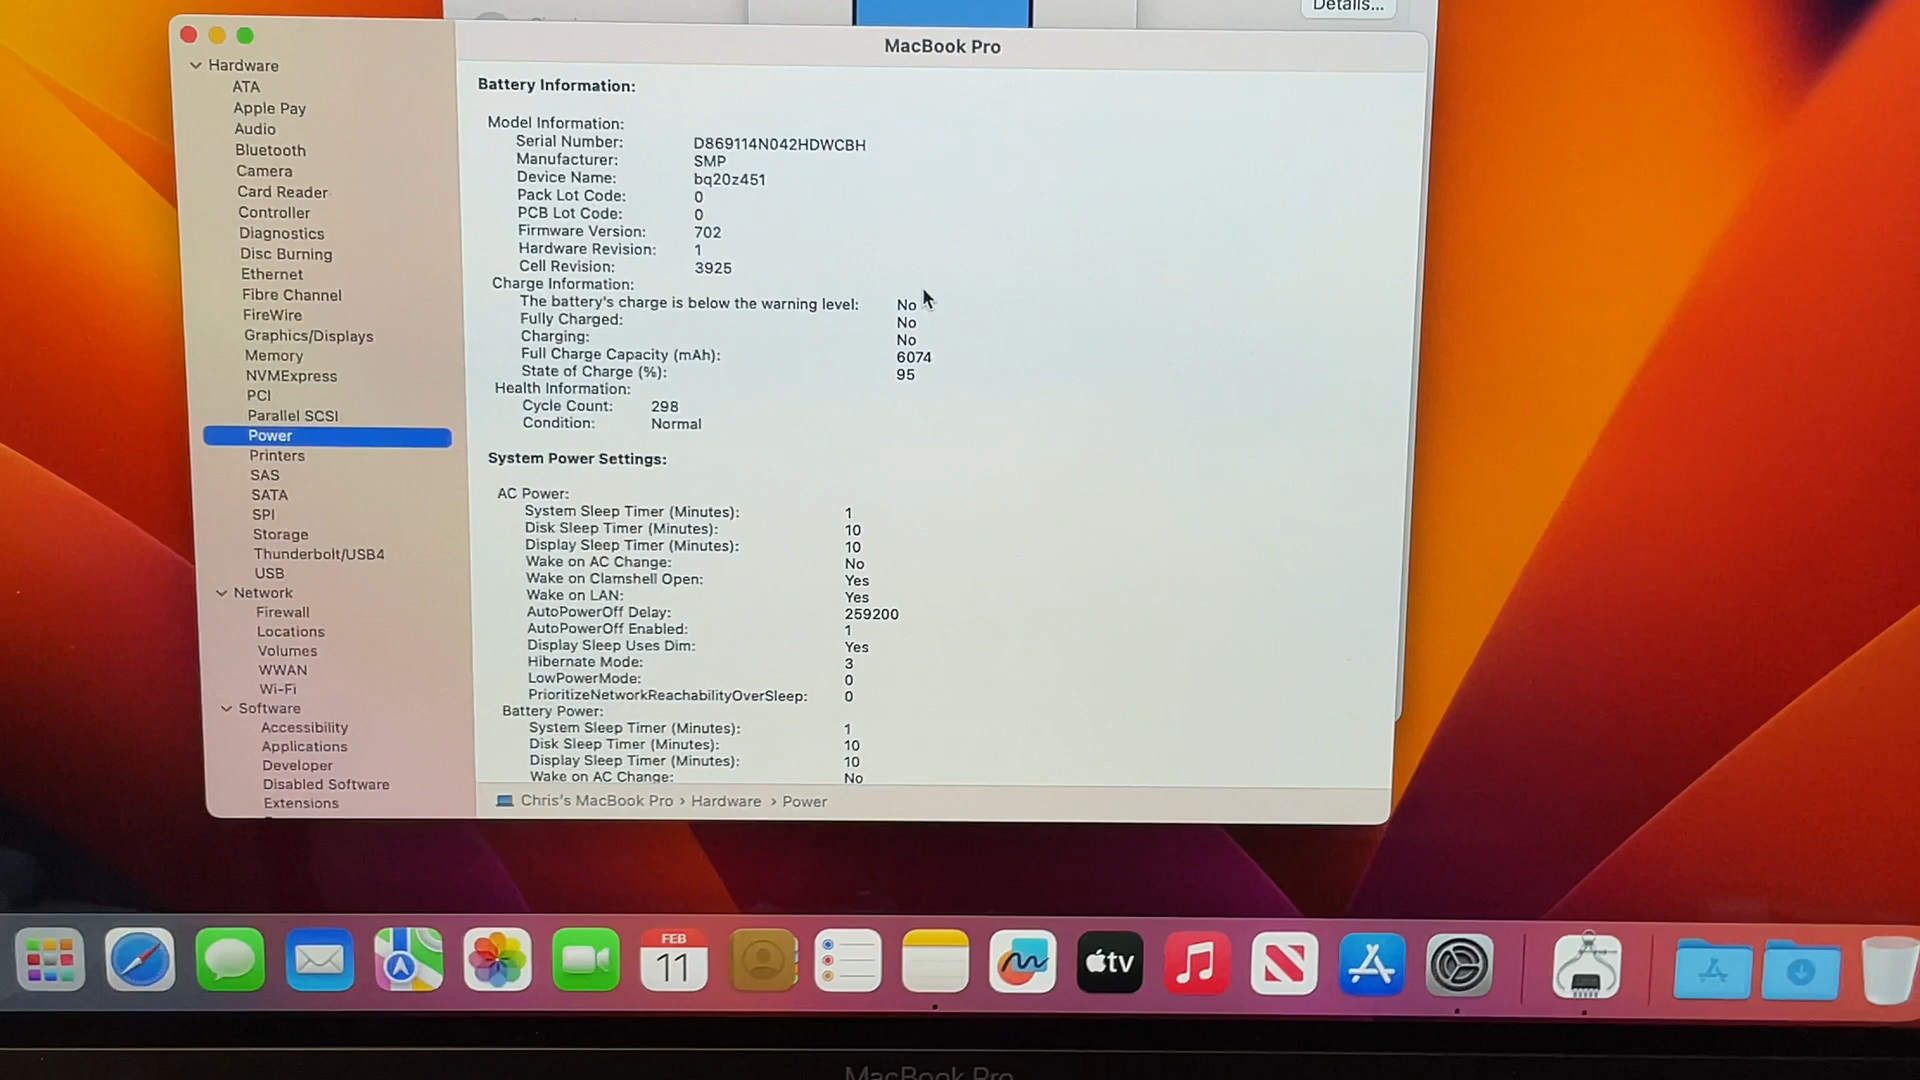 Details...
MacBook Pro
Hardware
ATA
Apple Pay
Audio
Bluetooth
Camera
Card Reader
Controller
Diagnostics
Disc Burning
Ethernet
Fibre Channel
FireWire
Graphics/Displays
Memory
NVMExpress
PCI
Parallel SCSI
Power
Printers
SAS
SATA
SPI
Storage
Thunderbolt/USB4
USB
Network
Firewall
Locations
Volumes
WWAN
Wi-Fi
Software
Accessibility
Applications
Developer
Disabled Software
Extensions
Battery Information:
Model Information:
Serial Number: D869114N042HDWCBH
Manufacturer: SMP
Device Name: bq20z451
Pack Lot Code: 0
PCB Lot Code: 0
Firmware Version: 702
Hardware Revision: 1
Cell Revision: 3925
Charge Information:
The battery's charge is below the warning level: No
Fully Charged: No
Charging: No
Full Charge Capacity (mAh): 6074
State of Charge (%): 95
Health Information:
Cycle Count: 298
Condition: Normal
System Power Settings:
AC Power:
System Sleep Timer (Minutes): 1
Disk Sleep Timer (Minutes): 10
Display Sleep Timer (Minutes): 10
Wake on AC Change: No
Wake on Clamshell Open: Yes
Wake on LAN: Yes
AutoPowerOff Delay: 259200
AutoPowerOff Enabled: 1
Display Sleep Uses Dim: Yes
Hibernate Mode: 3
LowPowerMode: 0
PrioritizeNetworkReachabilityOverSleep: 0
Battery Power:
System Sleep Timer (Minutes): 1
Disk Sleep Timer (Minutes): 10
Display Sleep Timer (Minutes): 10
Wake on AC Change: No
Chris's MacBook Pro › Hardware › Power
FEB
11
tv
MacBook Pro